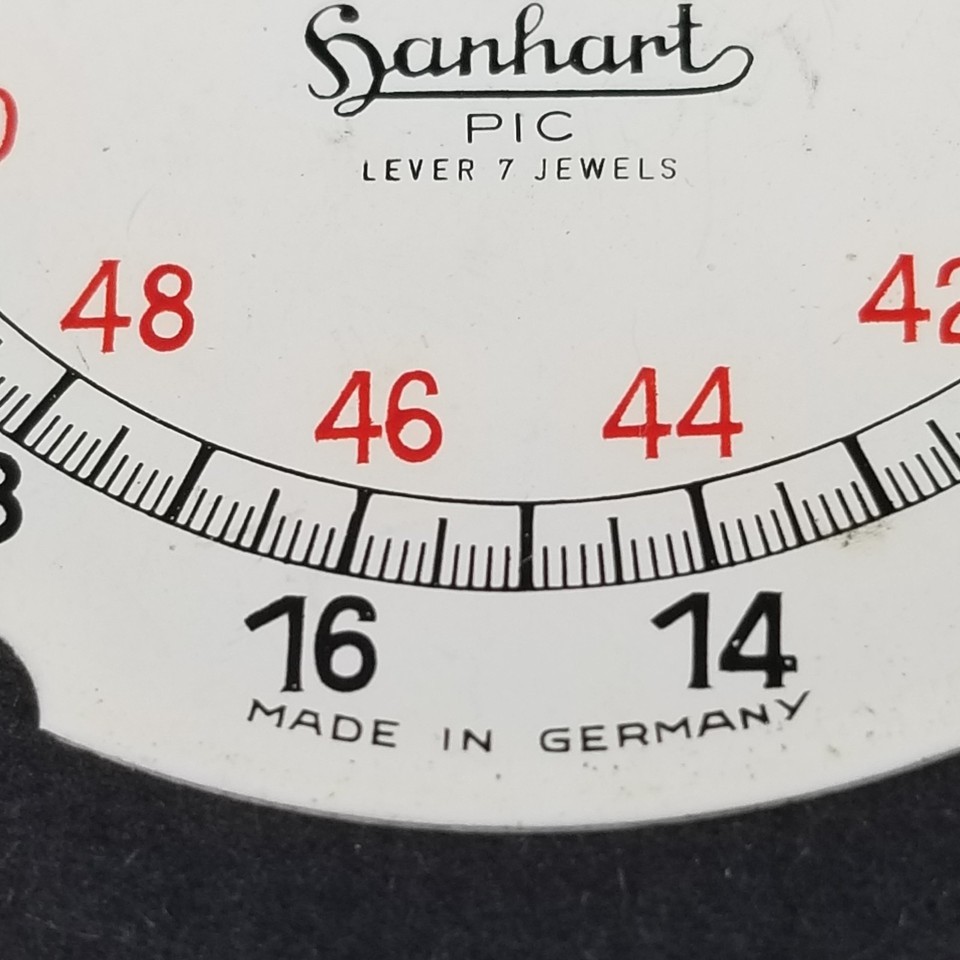 Hanhart
PIC
LEVER 7 JEWELS
48 46 44 42
16 14
MADE IN GERMANY